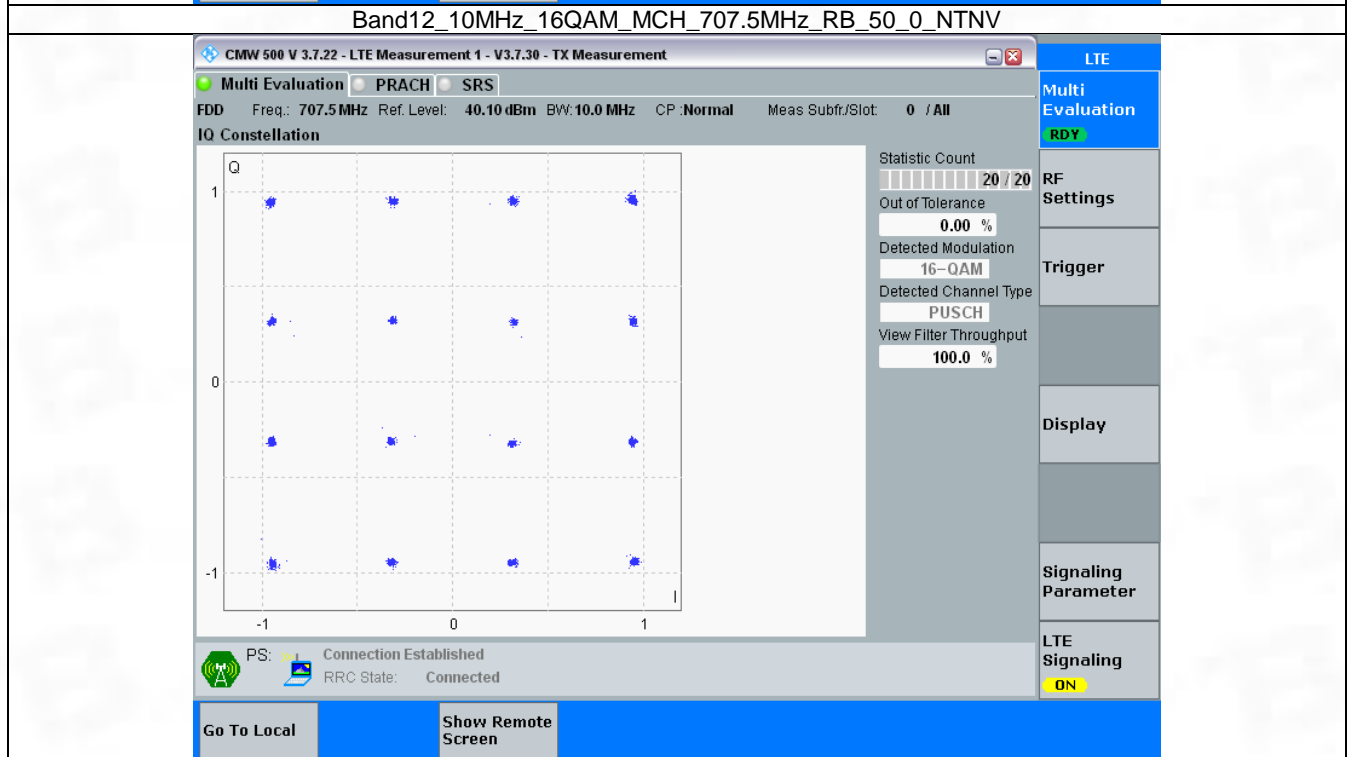 Band12_10MHz_16QAM_MCH_707.5MHz_RB_50_0_NTNV
CMW 500 V 3.7.22 - LTE Measurement 1 - V3.7.30 - TX Measurement
LTE
Multi Evaluation PRACH SRS
Multi Evaluation
RDY
FDD Freq.: 707.5 MHz Ref. Level: 40.10 dBm BW: 10.0 MHz CP :Normal Meas Subfr./Slot: 0 / All
IQ Constellation
Q
1
0
-1
I
-1 0 1
Statistic Count
20 / 20
Out of Tolerance
0.00 %
Detected Modulation
16-QAM
Detected Channel Type
PUSCH
View Filter Throughput
100.0 %
RF Settings
Trigger
Display
Signaling Parameter
LTE Signaling
ON
PS: Connection Established
RRC State: Connected
Go To Local
Show Remote Screen